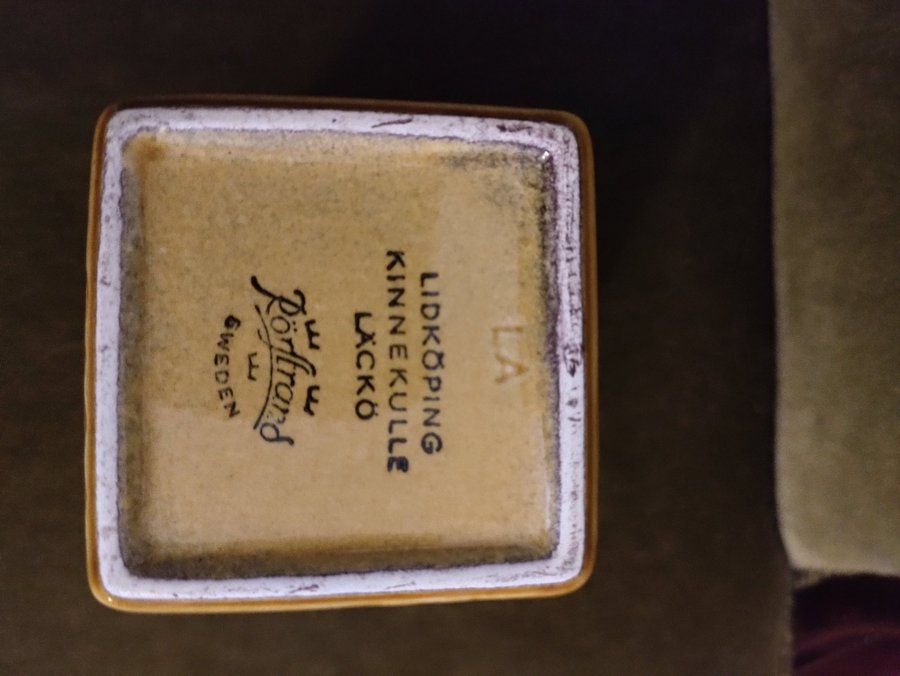 LA
LIDKÖPING
KINNEKULLE
LÄCKÖ
Rörstrand
SWEDEN